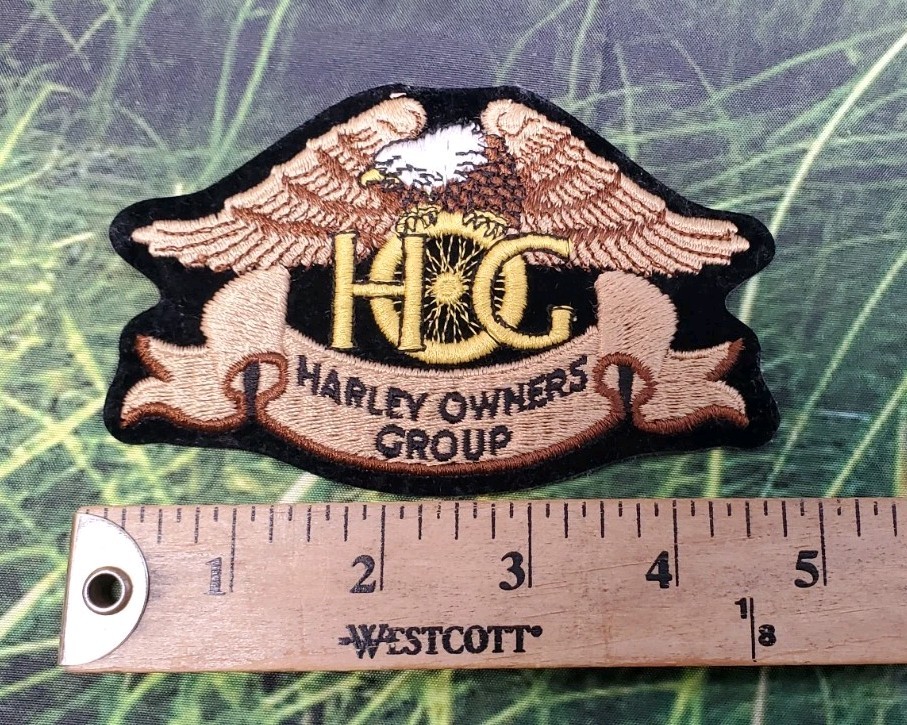 HOG
HARLEY OWNERS
GROUP
1 2 3 4 5
WESTCOTT®
1|8